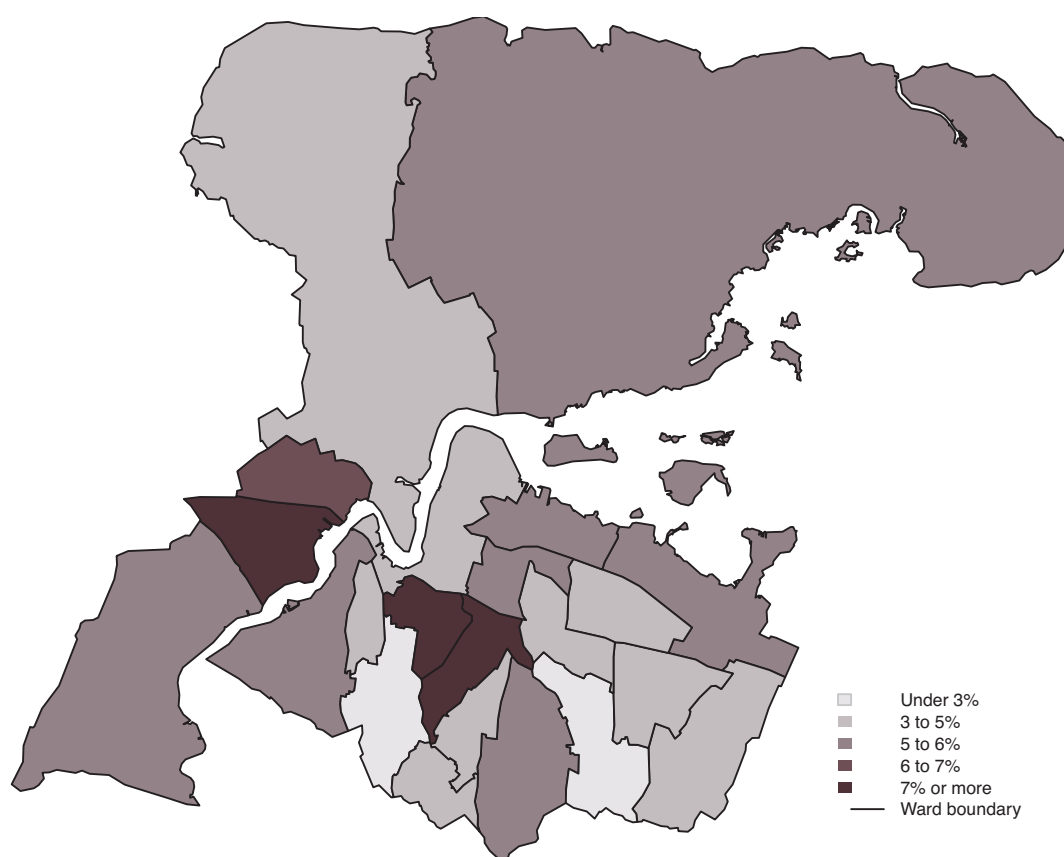 Under 3%
3 to 5%
5 to 6%
6 to 7%
7% or more
Ward boundary